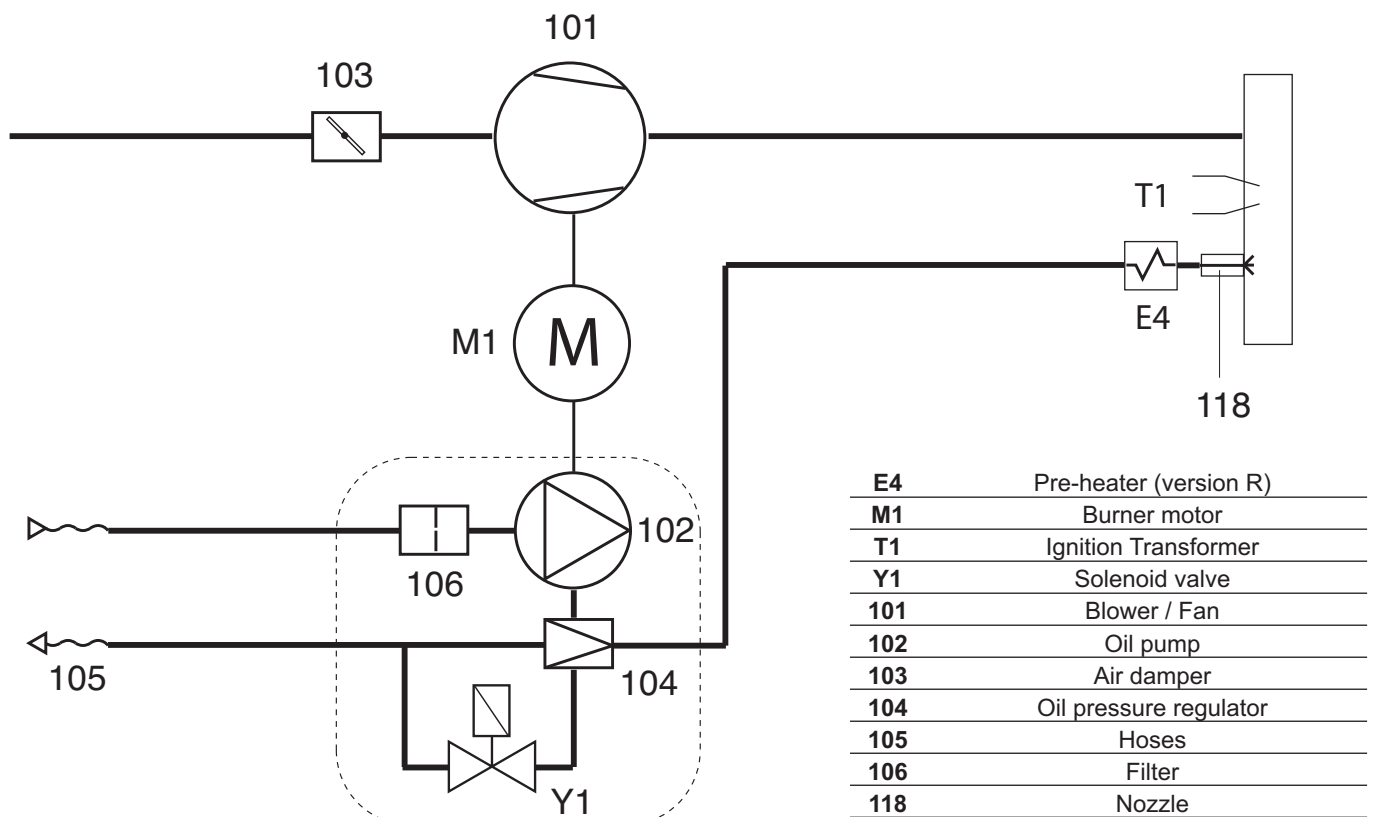 101
103
T1
E4
M1
M
118
102
106
105
104
Y1
E4 Pre-heater (version R)
M1 Burner motor
T1 Ignition Transformer
Y1 Solenoid valve
101 Blower / Fan
102 Oil pump
103 Air damper
104 Oil pressure regulator
105 Hoses
106 Filter
118 Nozzle